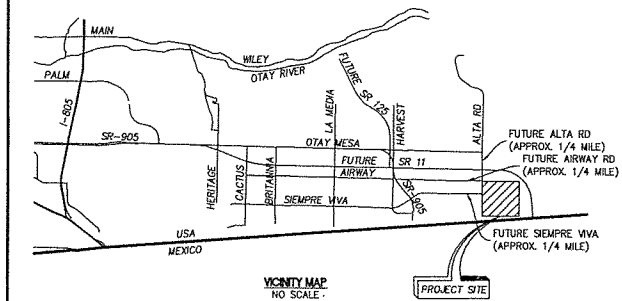 MAIN
WILEY
OTAY RIVER
PALM
I-805
FUTURE SR 125
LA MEDIA
HARVEST
ALTA RD
SR-905
OTAY MESA
FUTURE ALTA RD
(APPROX. 1/4 MILE)
FUTURE AIRWAY RD
(APPROX. 1/4 MILE)
HERITAGE
CACTUS
BRITANNIA
FUTURE SR 11
AIRWAY
SR-905
SIEMPRE VIVA
FUTURE SIEMPRE VIVA
(APPROX. 1/4 MILE)
USA
MEXICO
VICINITY MAP
NO SCALE.
PROJECT SITE